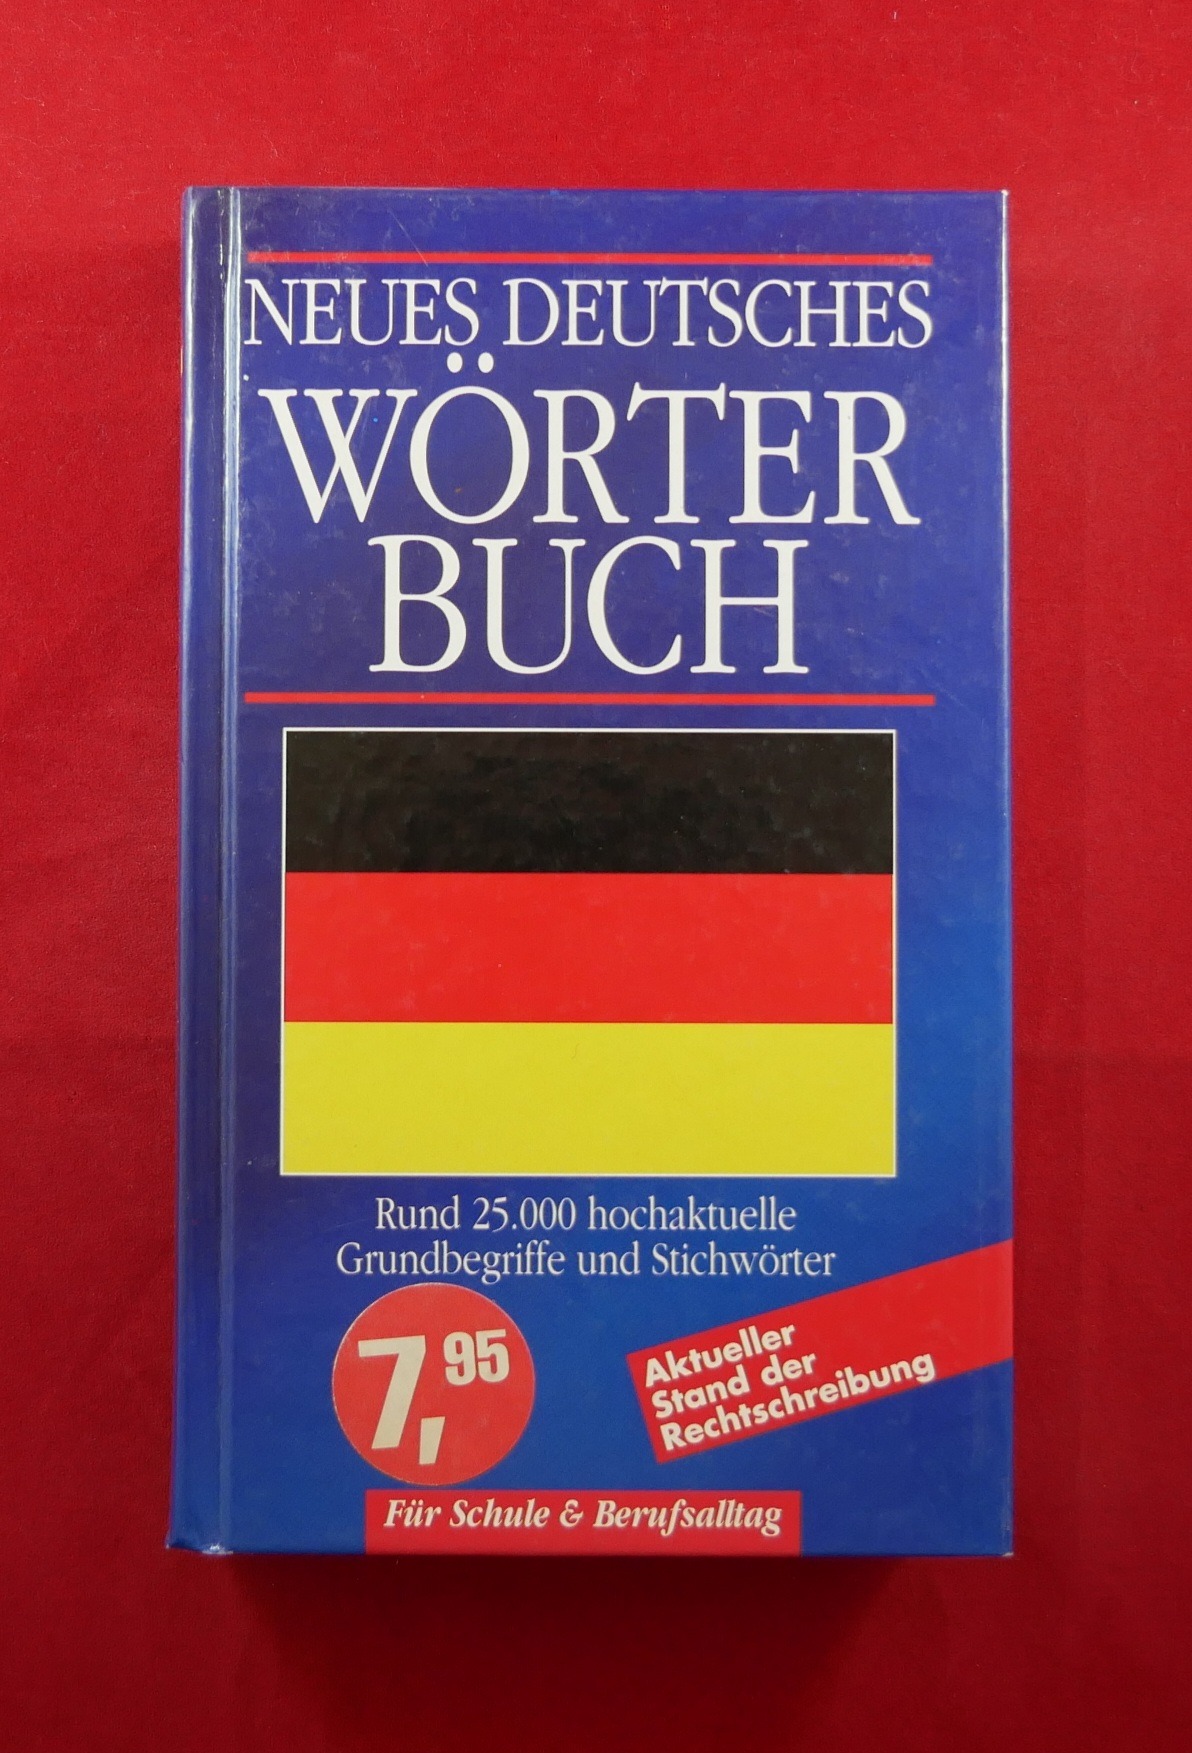 NEUES DEUTSCHES
WÖRTER
BUCH
Rund 25.000 hochaktuelle
Grundbegriffe und Stichwörter
7,95
Aktueller
Stand der
Rechtschreibung
Für Schule & Berufsalltag